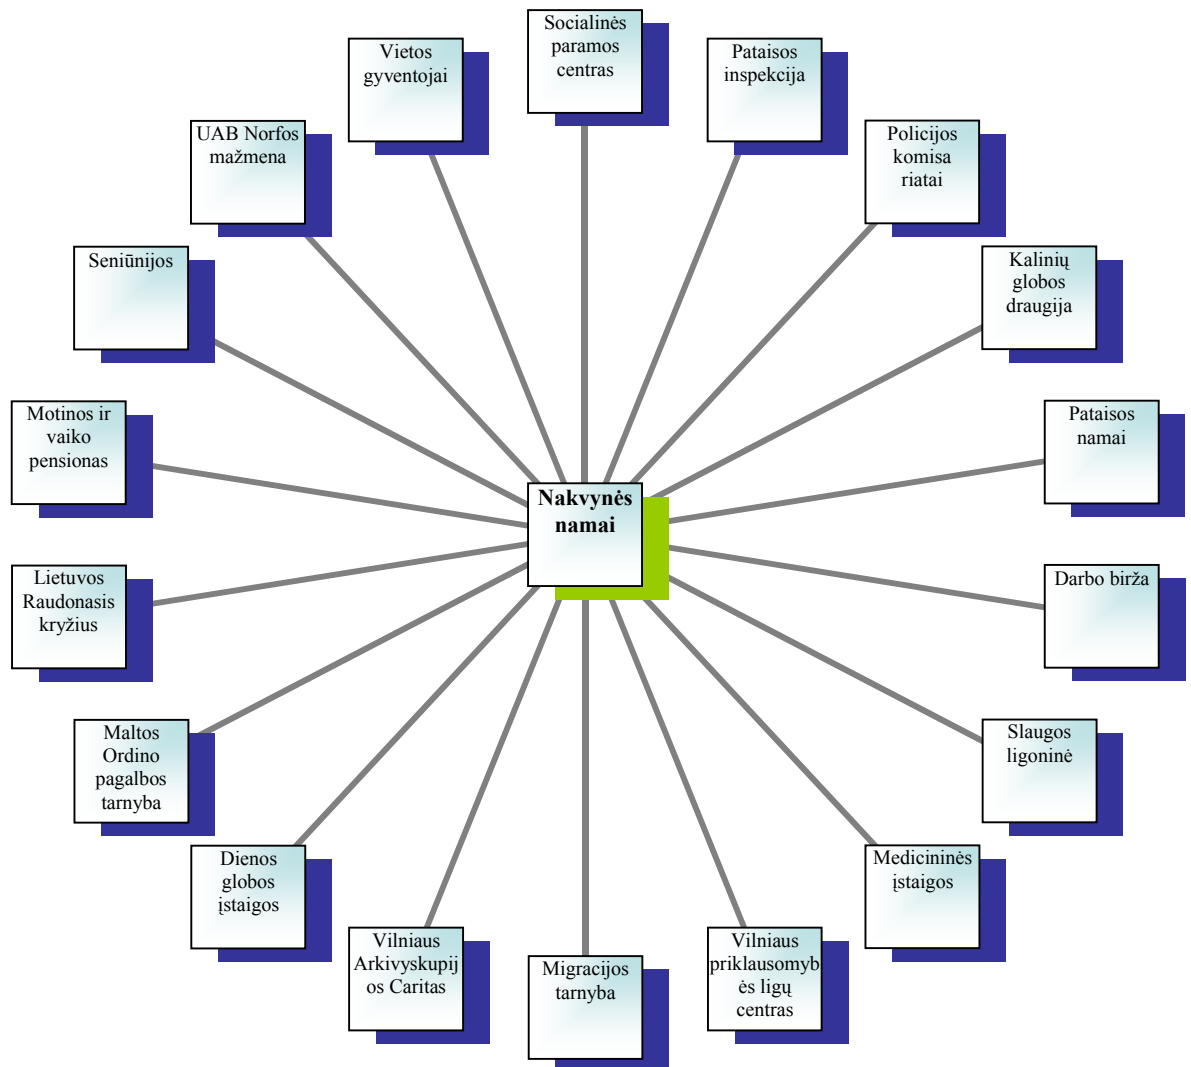 Socialinės
paramos
centras
Pataisos
inspekcija
Policijos
komisa
riatai
Kalinių
globos
draugija
Pataisos
namai
Darbo birža
Slaugos
ligoninė
Medicininės
įstaigos
Vilniaus
priklausomyb
ės ligų
centras
Migracijos
tarnyba
Vilniaus
Arkivyskupij
os Caritas
Dienos
globos
įstaigos
Maltos
Ordino
pagalbos
tarnyba
Lietuvos
Raudonasis
kryžius
Motinos ir
vaiko
pensionas
Seniūnijos
UAB Norfos
mažmena
Vietos
gyventojai
Nakvynės
namai